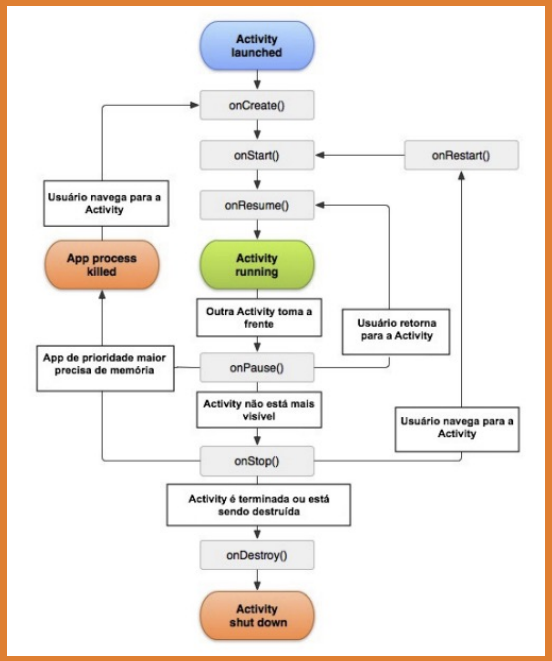 Activity
launched
onCreate()
onStart()
onRestart()
Usuário navega para a
Activity
onResume()
App process
killed
Activity
running
Outra Activity toma a
frente
Usuário retorna
para a Activity
App de prioridade maior
precisa de memória
onPause()
Activity não está mais
visível
Usuário navega para a
Activity
onStop()
Activity é terminada ou está
sendo destruída
onDestroy()
Activity
shut down